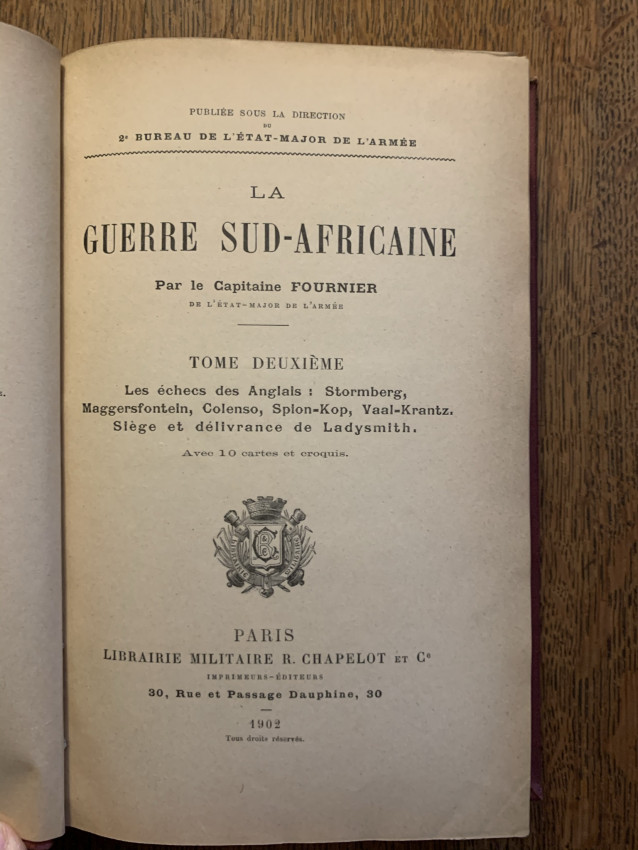 PUBLIÉE SOUS LA DIRECTION
DU
2e BUREAU DE L'ÉTAT-MAJOR DE L'ARMÉE
LA
GUERRE SUD-AFRICAINE
Par le Capitaine FOURNIER
DE L'ÉTAT-MAJOR DE L'ARMÉE
TOME DEUXIÈME
Les échecs des Anglais : Stormberg,
Maggersfontein, Colenso, Spion-Kop, Vaal-Krantz.
Siège et délivrance de Ladysmith.
Avec 10 cartes et croquis.
PARIS
LIBRAIRIE MILITAIRE R. CHAPELOT ET Ce
IMPRIMEURS-ÉDITEURS
30, Rue et Passage Dauphine, 30
1902
Tous droits réservés.